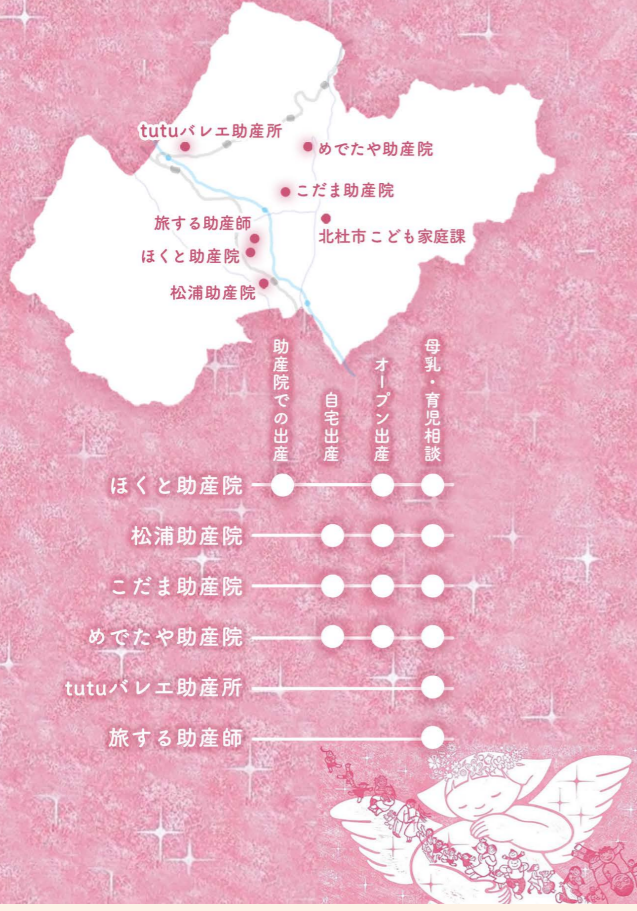 tutuバレエ助産所
めでたや助産院
こだま助産院
旅する助産師
北杜市こども家庭課
ほくと助産院
松浦助産院
助産院での出産
自宅出産
オープン出産
母乳・育児相談
ほくと助産院
松浦助産院
こだま助産院
めでたや助産院
tutuバレエ助産所
旅する助産師